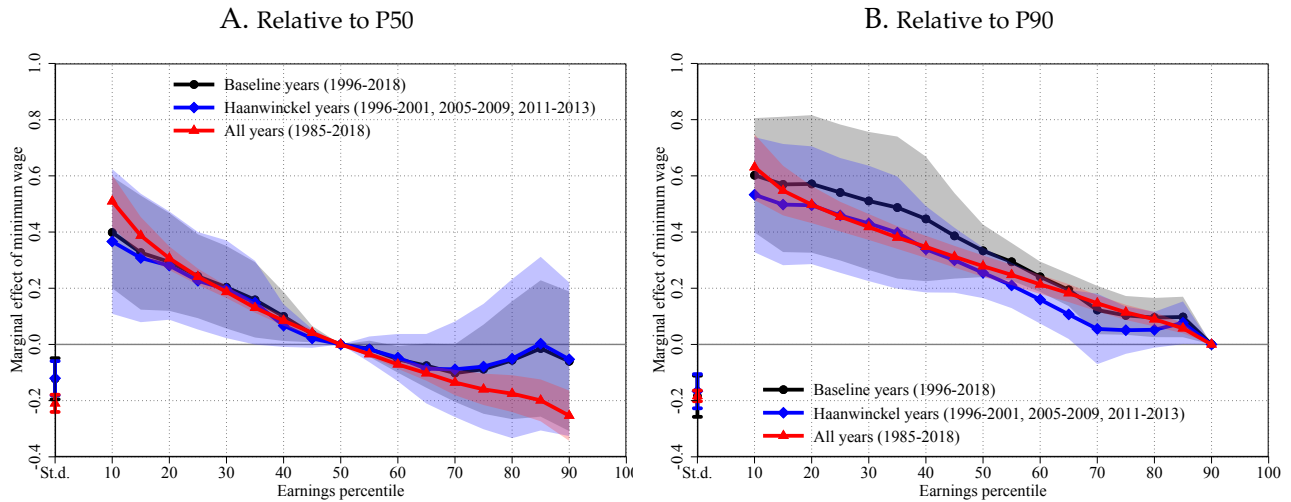 A. Relative to P50
Marginal effect of minimum wage
1.0
0.8
0.6
0.4
0.2
0.0
-0.2
-0.4
Baseline years (1996-2018)
Haanwinckel years (1996-2001, 2005-2009, 2011-2013)
All years (1985-2018)
St.d. 10 20 30 40 50 60 70 80 90 100
Earnings percentile
B. Relative to P90
Marginal effect of minimum wage
1.0
0.8
0.6
0.4
0.2
0.0
-0.2
-0.4
Baseline years (1996-2018)
Haanwinckel years (1996-2001, 2005-2009, 2011-2013)
All years (1985-2018)
St.d. 10 20 30 40 50 60 70 80 90 100
Earnings percentile